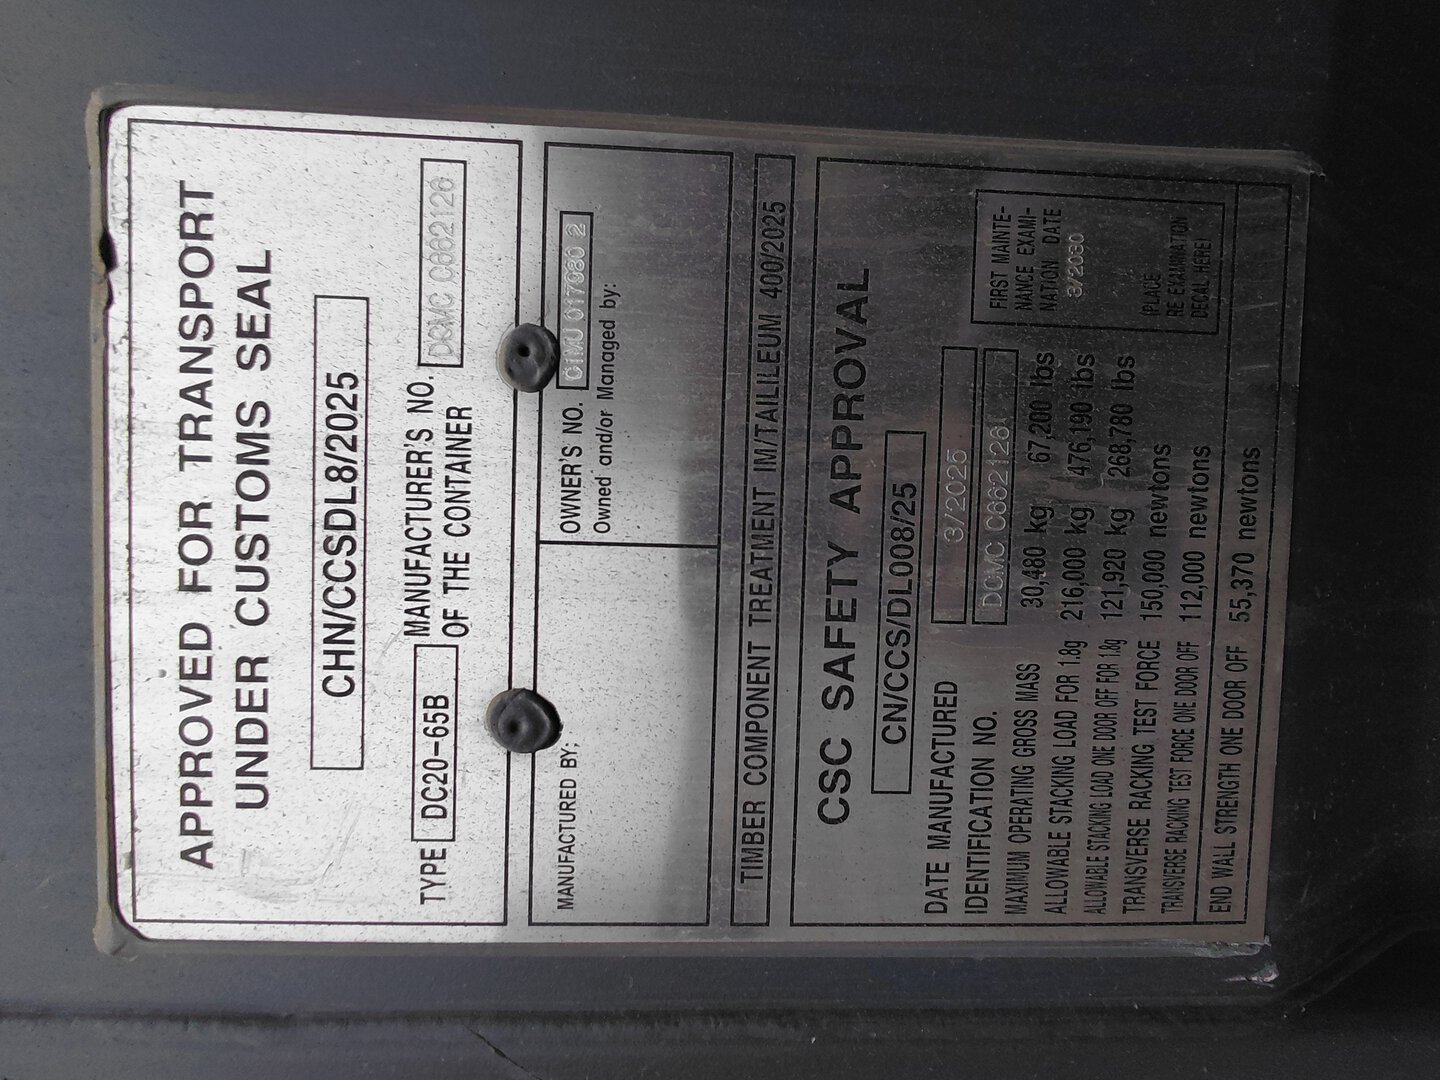 APPROVED FOR TRANSPORT
UNDER CUSTOMS SEAL
CHN/CCSDL8/2025
TYPE DC20-65B MANUFACTURER'S NO. DCMC C662126
OF THE CONTAINER
MANUFACTURED BY;
OWNER'S NO. 2
Owned and/or Managed by:
TIMBER COMPONENT TREATMENT IM/TAILILEUM 400/2025
CSC SAFETY APPROVAL
CN/CCS/DL008/25
DATE MANUFACTURED 3/2025
IDENTIFICATION NO. DCMC C662126
MAXIMUM OPERATING GROSS MASS 30,480 kg 67,200 lbs
ALLOWABLE STACKING LOAD FOR 1.8g 216,000 kg 476,190 lbs
ALLOWABLE STACKING LOAD ONE DOOR OFF FOR 1.8g 121,920 kg 268,780 lbs
TRANSVERSE RACKING TEST FORCE 150,000 newtons
TRANSVERSE RACKING TEST FORCE ONE DOOR OFF 112,000 newtons
END WALL STRENGTH ONE DOOR OFF 55,370 newtons
FIRST MAINTE-
NANCE EXAMI-
NATION DATE
3/2030
(PLACE
RE EXAMINATION
DECAL HERE)